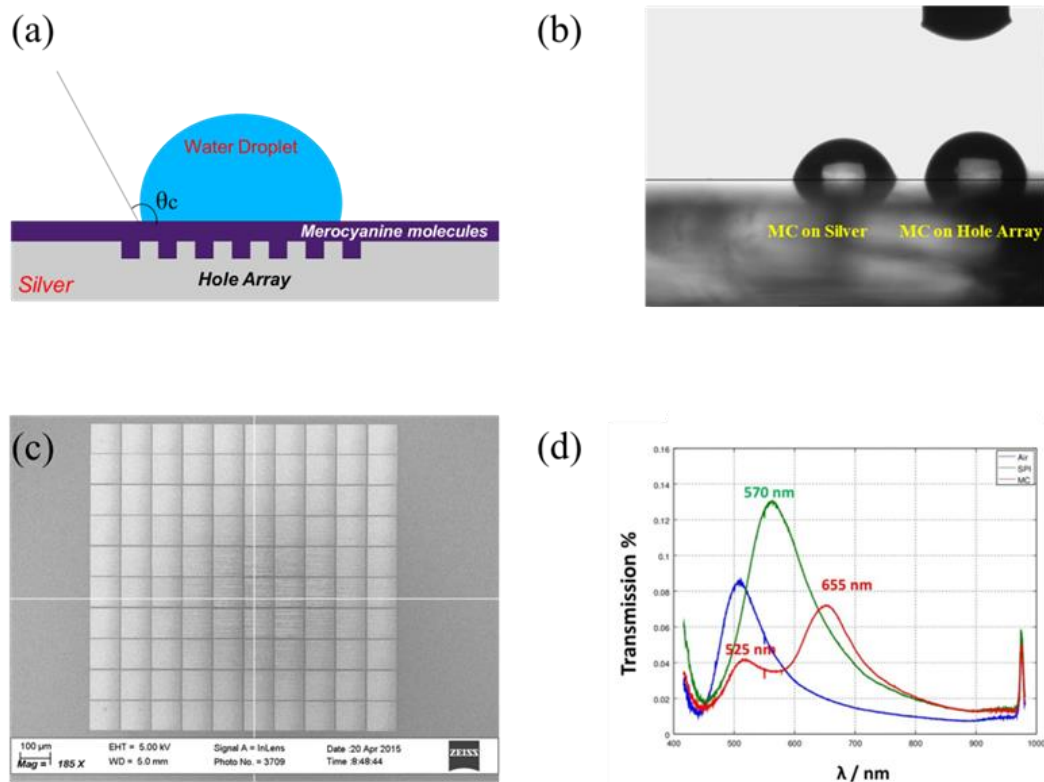 (a)
Water Droplet
θc
Merocyanine molecules
Silver
Hole Array
(b)
MC on Silver
MC on Hole Array
(c)
100 µm
Mag = 185 X
EHT = 5.00 kV
WD = 5.0 mm
Signal A = InLens
Photo No. = 3709
Date :20 Apr 2015
Time :8:48:44
ZEISS
(d)
0.16
0.14
0.12
0.1
0.08
0.06
0.04
0.02
0
Transmission %
570 nm
655 nm
525 nm
Air
SPI
MC
400
500
600
700
800
900
1000
λ / nm